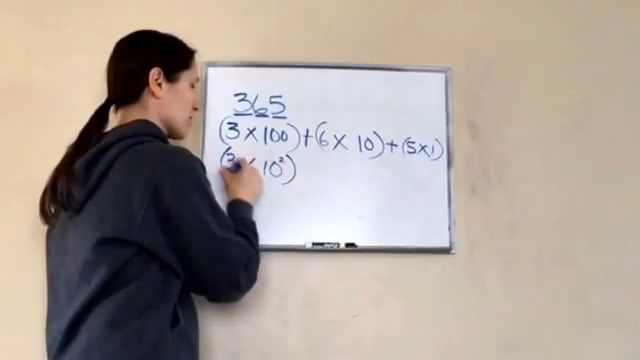 365
(3 × 100) + (6 × 10) + (5 × 1)
(3 × 10²)